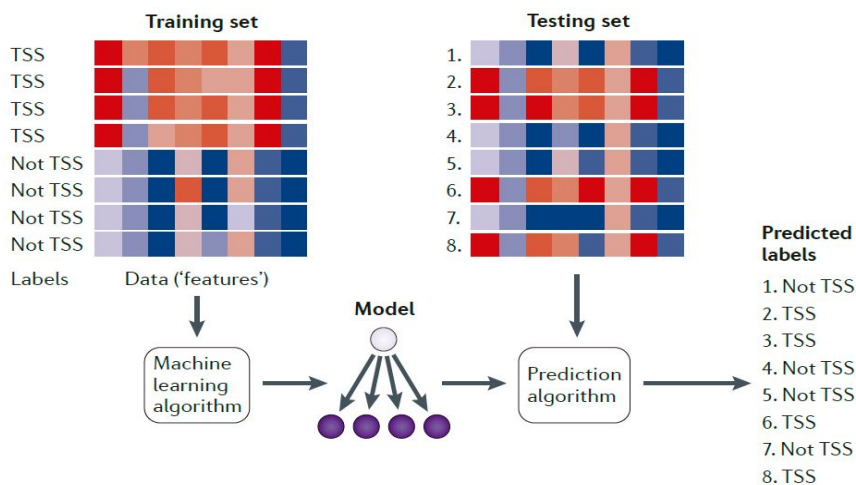 Training set
TSS
TSS
TSS
TSS
Not TSS
Not TSS
Not TSS
Not TSS
Labels
Data (‘features’)
Testing set
1.
2.
3.
4.
5.
6.
7.
8.
Machine
learning
algorithm
Model
Prediction
algorithm
Predicted
labels
1. Not TSS
2. TSS
3. TSS
4. Not TSS
5. Not TSS
6. TSS
7. Not TSS
8. TSS